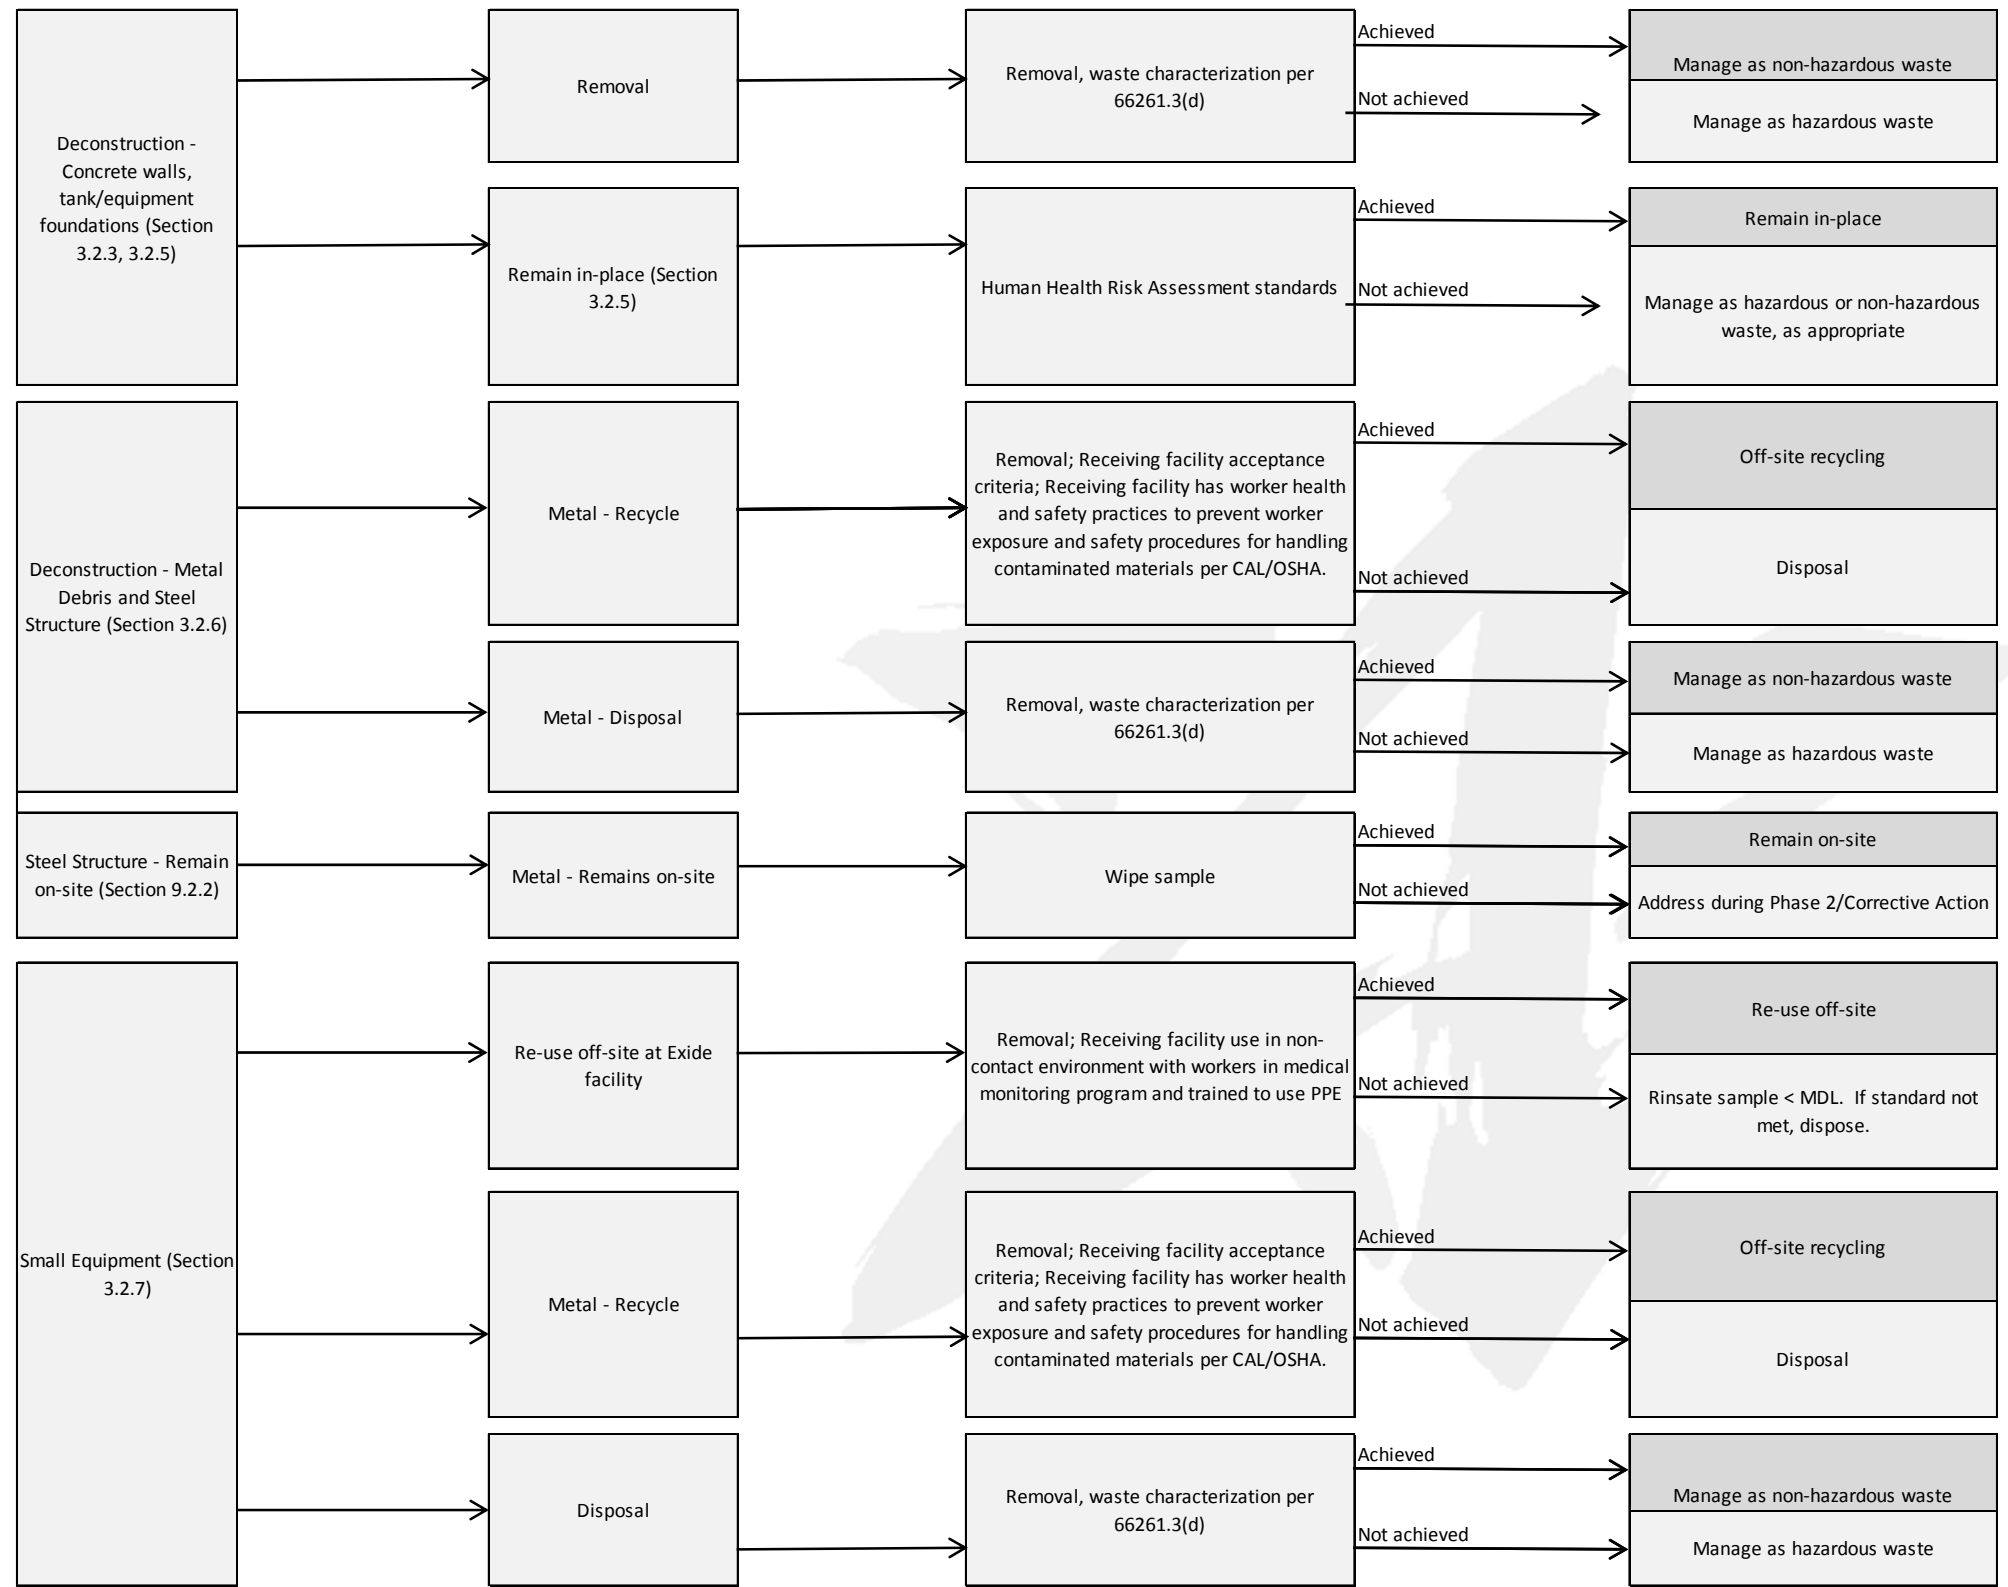 Deconstruction -
Concrete walls,
tank/equipment
foundations (Section
3.2.3, 3.2.5)
Removal
Removal, waste characterization per
66261.3(d)
Achieved
Manage as non-hazardous waste
Not achieved
Manage as hazardous waste
Remain in-place (Section
3.2.5)
Human Health Risk Assessment standards
Achieved
Remain in-place
Not achieved
Manage as hazardous or non-hazardous
waste, as appropriate
Deconstruction - Metal
Debris and Steel
Structure (Section 3.2.6)
Metal - Recycle
Removal; Receiving facility acceptance
criteria; Receiving facility has worker health
and safety practices to prevent worker
exposure and safety procedures for handling
contaminated materials per CAL/OSHA.
Achieved
Off-site recycling
Not achieved
Disposal
Metal - Disposal
Removal, waste characterization per
66261.3(d)
Achieved
Manage as non-hazardous waste
Not achieved
Manage as hazardous waste
Steel Structure - Remain
on-site (Section 9.2.2)
Metal - Remains on-site
Wipe sample
Achieved
Remain on-site
Not achieved
Address during Phase 2/Corrective Action
Small Equipment (Section
3.2.7)
Re-use off-site at Exide
facility
Removal; Receiving facility use in non-
contact environment with workers in medical
monitoring program and trained to use PPE
Achieved
Re-use off-site
Not achieved
Rinsate sample < MDL.  If standard not
met, dispose.
Metal - Recycle
Removal; Receiving facility acceptance
criteria; Receiving facility has worker health
and safety practices to prevent worker
exposure and safety procedures for handling
contaminated materials per CAL/OSHA.
Achieved
Off-site recycling
Not achieved
Disposal
Disposal
Removal, waste characterization per
66261.3(d)
Achieved
Manage as non-hazardous waste
Not achieved
Manage as hazardous waste